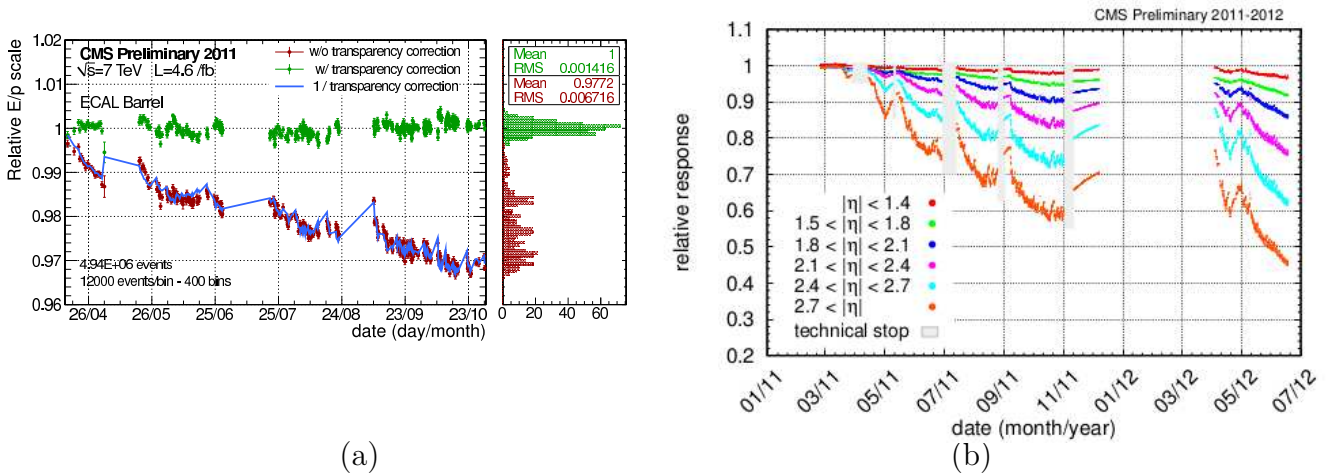 CMS Preliminary 2011
√s=7 TeV L=4.6 /fb
ECAL Barrel
w/o transparency correction
w/ transparency correction
1 / transparency correction
4.94E+06 events
12000 events/bin - 400 bins
Relative E/p scale
1.02
1.01
1
0.99
0.98
0.97
0.96
26/04 26/05 25/06 25/07 24/08 23/09 23/10
date (day/month)
Mean 1
RMS 0.001416
Mean 0.9772
RMS 0.006716
0 20 40 60
(a)
CMS Preliminary 2011-2012
relative response
1.1
1
0.9
0.8
0.7
0.6
0.5
0.4
0.3
0.2
|η| < 1.4
1.5 < |η| < 1.8
1.8 < |η| < 2.1
2.1 < |η| < 2.4
2.4 < |η| < 2.7
2.7 < |η|
technical stop
01/11 03/11 05/11 07/11 09/11 11/11 01/12 03/12 05/12 07/12
date (month/year)
(b)